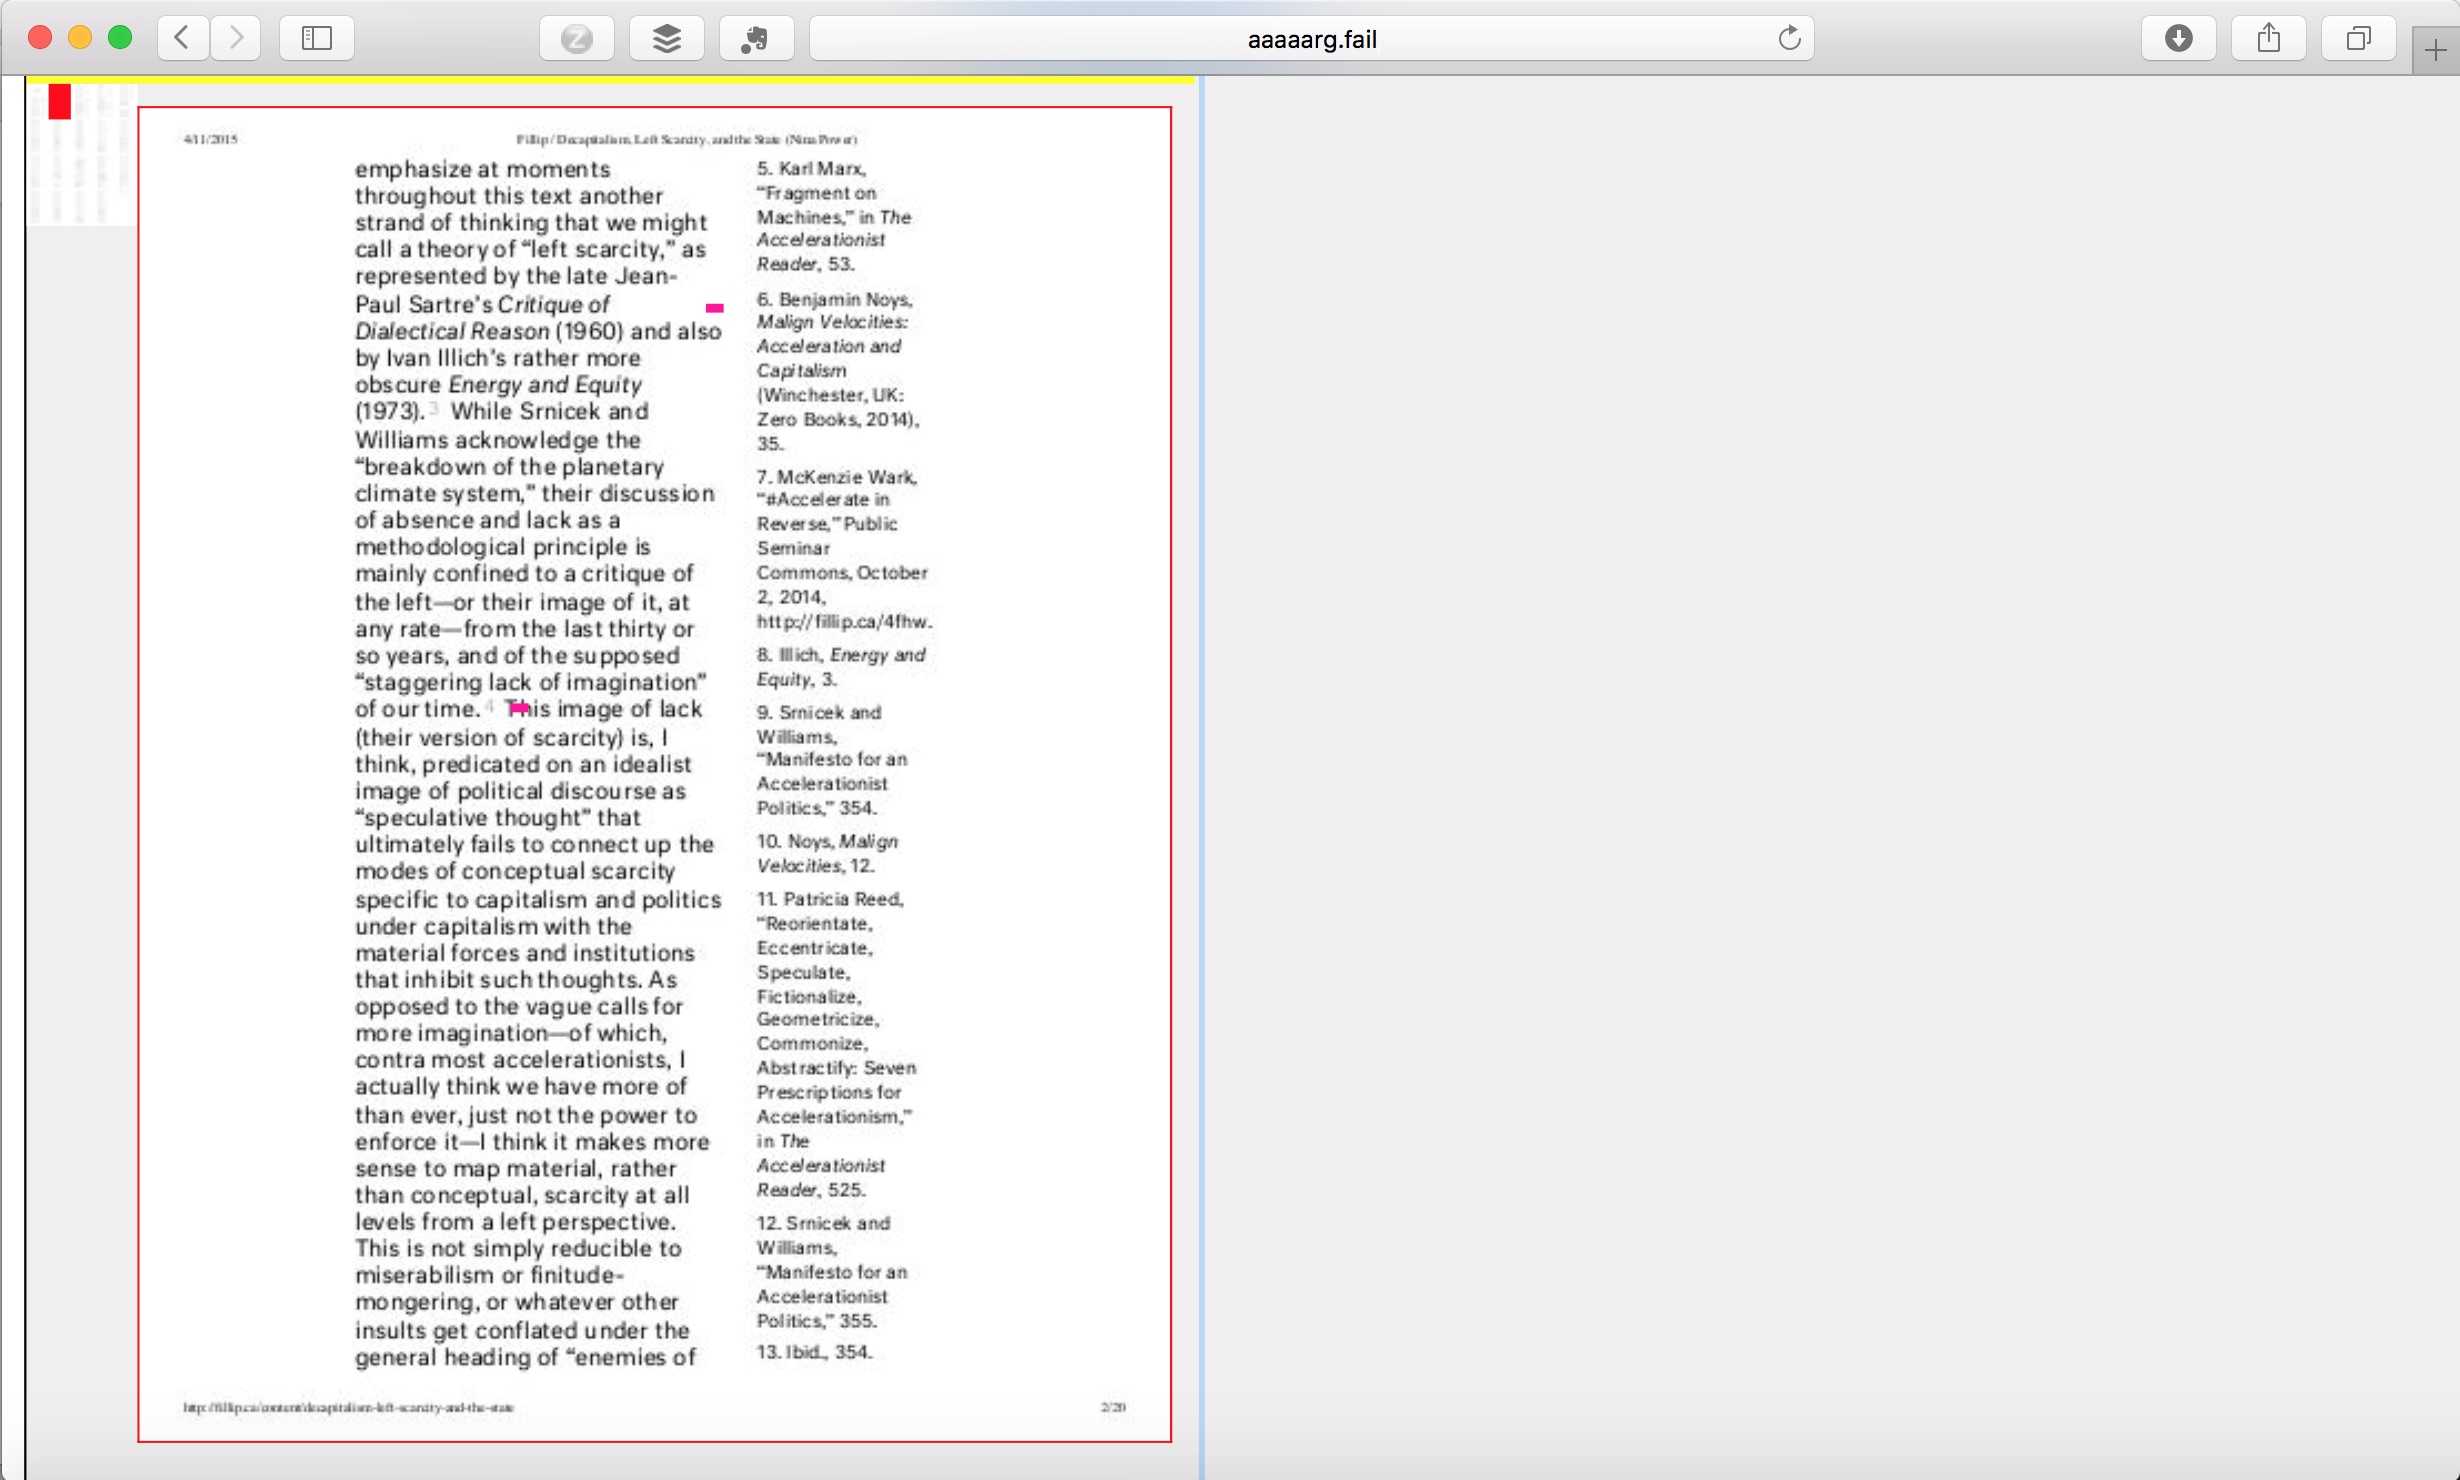 aaaaarg.fail
4/11/2015
Fillip / Decapitalism, Left Scarcity, and the State (Nina Power)
emphasize at moments
throughout this text another
strand of thinking that we might
call a theory of “left scarcity,” as
represented by the late Jean-
Paul Sartre's Critique of
Dialectical Reason (1960) and also
by Ivan Illich's rather more
obscure Energy and Equity
(1973). 3 While Srnicek and
Williams acknowledge the
“breakdown of the planetary
climate system,” their discussion
of absence and lack as a
methodological principle is
mainly confined to a critique of
the left—or their image of it, at
any rate—from the last thirty or
so years, and of the supposed
“staggering lack of imagination”
of our time. 4 This image of lack
(their version of scarcity) is, I
think, predicated on an idealist
image of political discourse as
“speculative thought” that
ultimately fails to connect up the
modes of conceptual scarcity
specific to capitalism and politics
under capitalism with the
material forces and institutions
that inhibit such thoughts. As
opposed to the vague calls for
more imagination—of which,
contra most accelerationists, I
actually think we have more of
than ever, just not the power to
enforce it—I think it makes more
sense to map material, rather
than conceptual, scarcity at all
levels from a left perspective.
This is not simply reducible to
miserabilism or finitude-
mongering, or whatever other
insults get conflated under the
general heading of “enemies of
5. Karl Marx,
“Fragment on
Machines,” in The
Accelerationist
Reader, 53.
6. Benjamin Noys,
Malign Velocities:
Acceleration and
Capitalism
(Winchester, UK:
Zero Books, 2014),
35.
7. McKenzie Wark,
“#Accelerate in
Reverse,” Public
Seminar
Commons, October
2, 2014,
http://fillip.ca/4fhw.
8. Illich, Energy and
Equity, 3.
9. Srnicek and
Williams,
“Manifesto for an
Accelerationist
Politics,” 354.
10. Noys, Malign
Velocities, 12.
11. Patricia Reed,
“Reorientate,
Eccentricate,
Speculate,
Fictionalize,
Geometricize,
Commonize,
Abstractify: Seven
Prescriptions for
Accelerationism,”
in The
Accelerationist
Reader, 525.
12. Srnicek and
Williams,
“Manifesto for an
Accelerationist
Politics,” 355.
13. Ibid., 354.
http://fillip.ca/content/decapitalism-left-scarcity-and-the-state
2/20